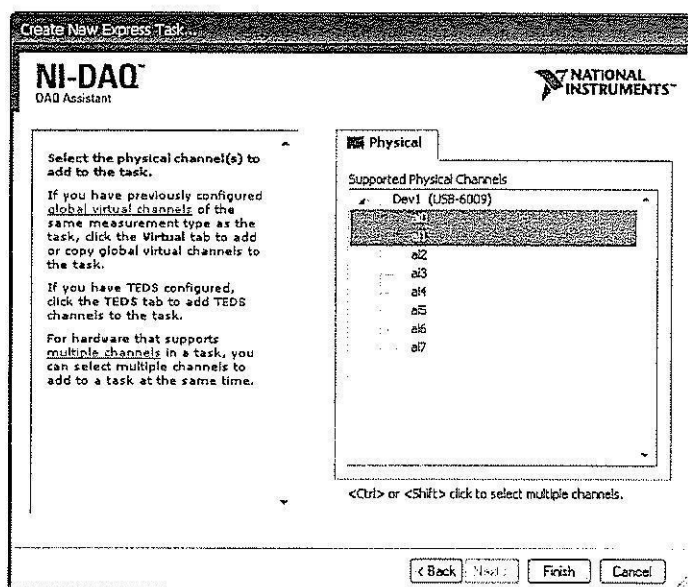 Create New Express Task...
NI-DAQ™
DAQ Assistant
NATIONAL
INSTRUMENTS™
Select the physical channel(s) to
add to the task.
If you have previously configured
global virtual channels of the
same measurement type as the
task, click the Virtual tab to add
or copy global virtual channels to
the task.
If you have TEDS configured,
click the TEDS tab to add TEDS
channels to the task.
For hardware that supports
multiple channels in a task, you
can select multiple channels to
add to a task at the same time.
Physical
Supported Physical Channels
Dev1 (USB-6009)
ai2
ai3
ai4
ai5
ai6
ai7
<Ctrl> or <Shift> click to select multiple channels.
< Back
Next >
Finish
Cancel